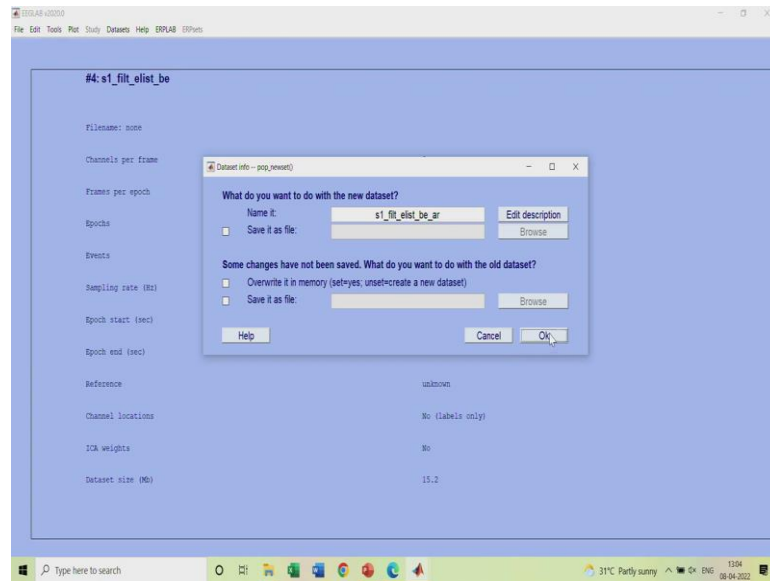 EEGLAB v2020.0
File Edit Tools Plot Study Datasets Help ERPLAB ERPsets
#4: s1_filt_elist_be
Filename: none
Channels per frame
Frames per epoch
Epochs
Events
Sampling rate (Hz)
Epoch start (sec)
Epoch end (sec)
Reference unknown
Channel locations No (labels only)
ICA weights No
Dataset size (Mb) 15.2
Dataset info -- pop_newset()
What do you want to do with the new dataset?
Name it: s1_filt_elist_be_ar Edit description
Save it as file: Browse
Some changes have not been saved. What do you want to do with the old dataset?
Overwrite it in memory (set=yes; unset=create a new dataset)
Save it as file: Browse
Help Cancel Ok
Type here to search
31°C Partly sunny ENG
13:04
08-04-2022